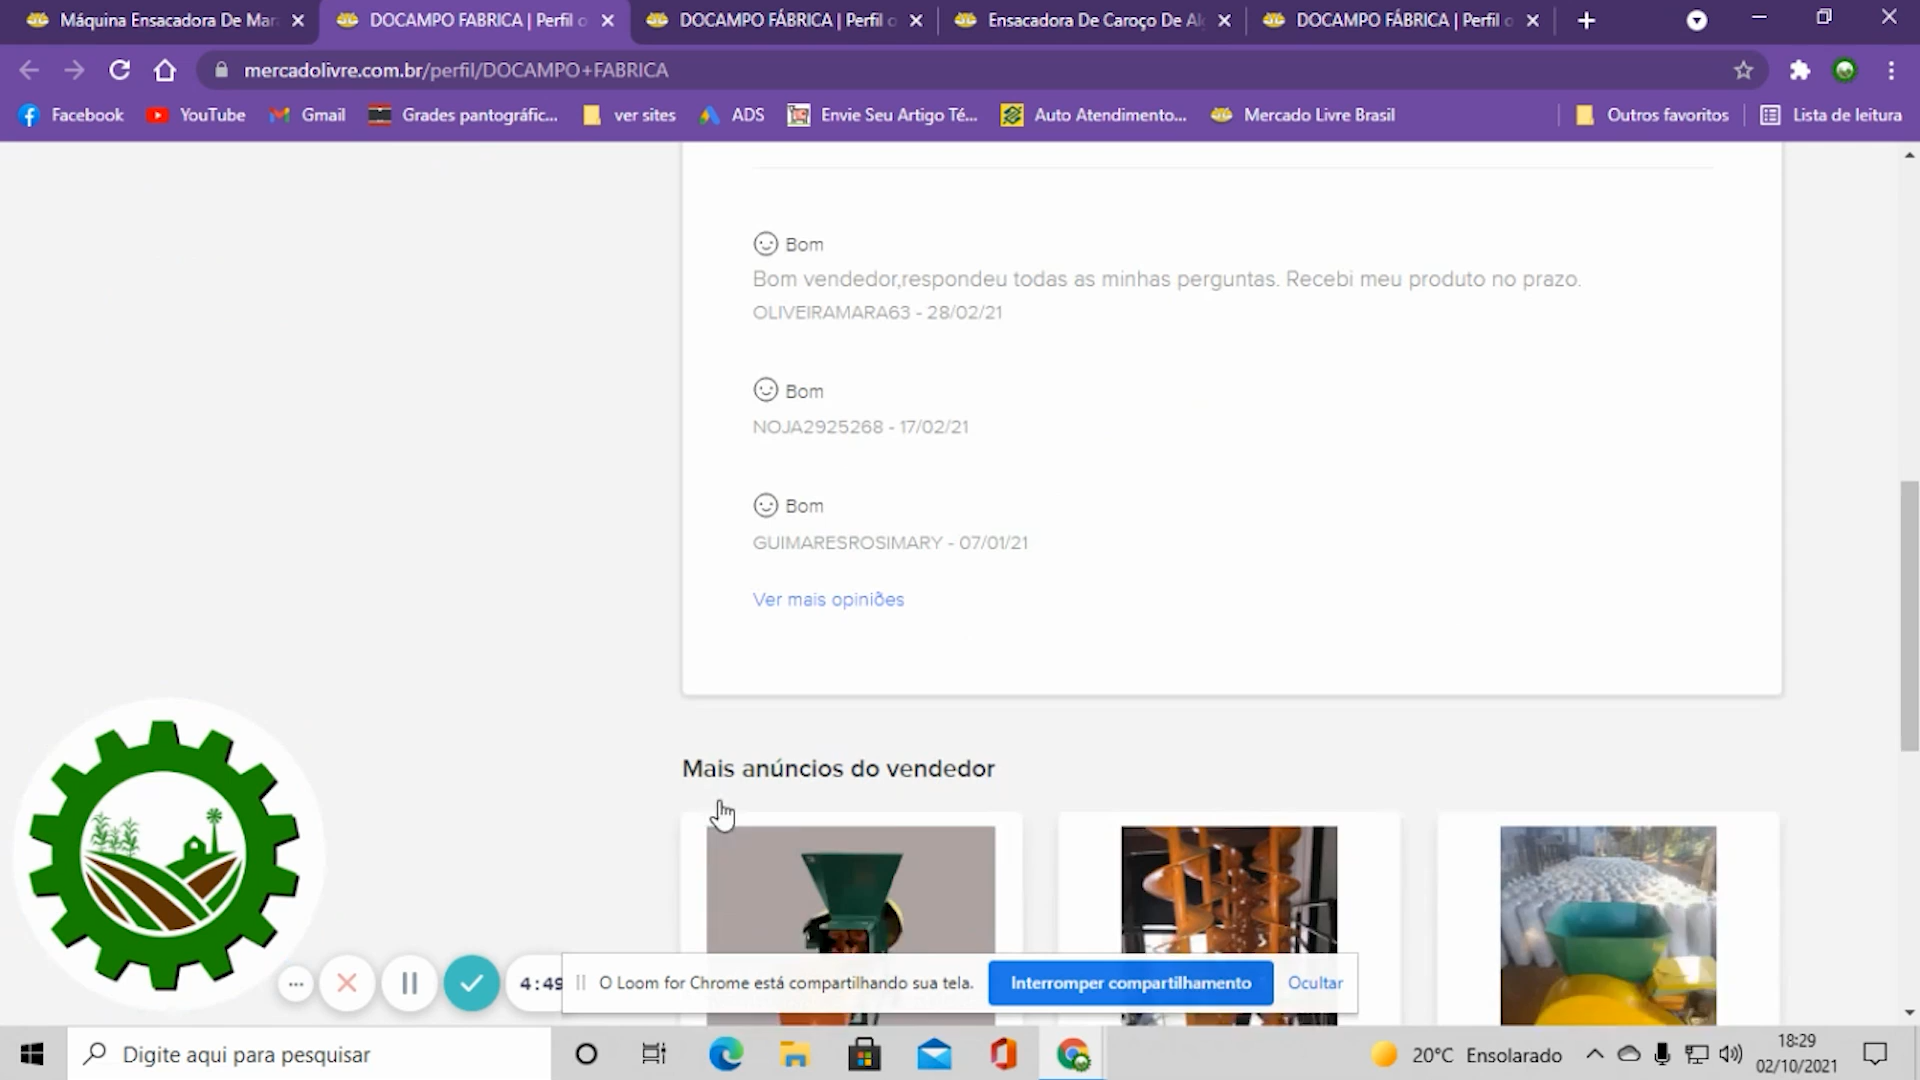 Máquina Ensacadora De Mar
DOCAMPO FABRICA | Perfil o
DOCAMPO FÁBRICA | Perfil o
Ensacadora De Caroço De Al
DOCAMPO FÁBRICA | Perfil o
mercadolivre.com.br/perfil/DOCAMPO+FABRICA
Facebook
YouTube
Gmail
Grades pantográfic...
ver sites
ADS
Envie Seu Artigo Té...
Auto Atendimento...
Mercado Livre Brasil
Outros favoritos
Lista de leitura
Bom
Bom vendedor,respondeu todas as minhas perguntas. Recebi meu produto no prazo.
OLIVEIRAMARA63 - 28/02/21
Bom
NOJA2925268 - 17/02/21
Bom
GUIMARESROSIMARY - 07/01/21
Ver mais opiniões
Mais anúncios do vendedor
4:49
O Loom for Chrome está compartilhando sua tela.
Interromper compartilhamento
Ocultar
Digite aqui para pesquisar
20°C Ensolarado
18:29
02/10/2021